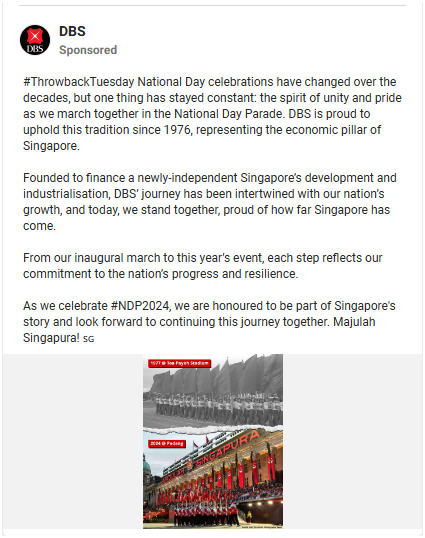 DBS
Sponsored
DBS
#ThrowbackTuesday National Day celebrations have changed over the
decades, but one thing has stayed constant: the spirit of unity and pride
as we march together in the National Day Parade. DBS is proud to
uphold this tradition since 1976, representing the economic pillar of
Singapore.
Founded to finance a newly-independent Singapore's development and
industrialisation, DBS' journey has been intertwined with our nation's
growth, and today, we stand together, proud of how far Singapore has
come.
From our inaugural march to this year's event, each step reflects our
commitment to the nation's progress and resilience.
As we celebrate #NDP2024, we are honoured to be part of Singapore's
story and look forward to continuing this journey together. Majulah
Singapura! SG
1977 @ Toa Payoh Stadium
2024 @ Padang
SINGAPURA